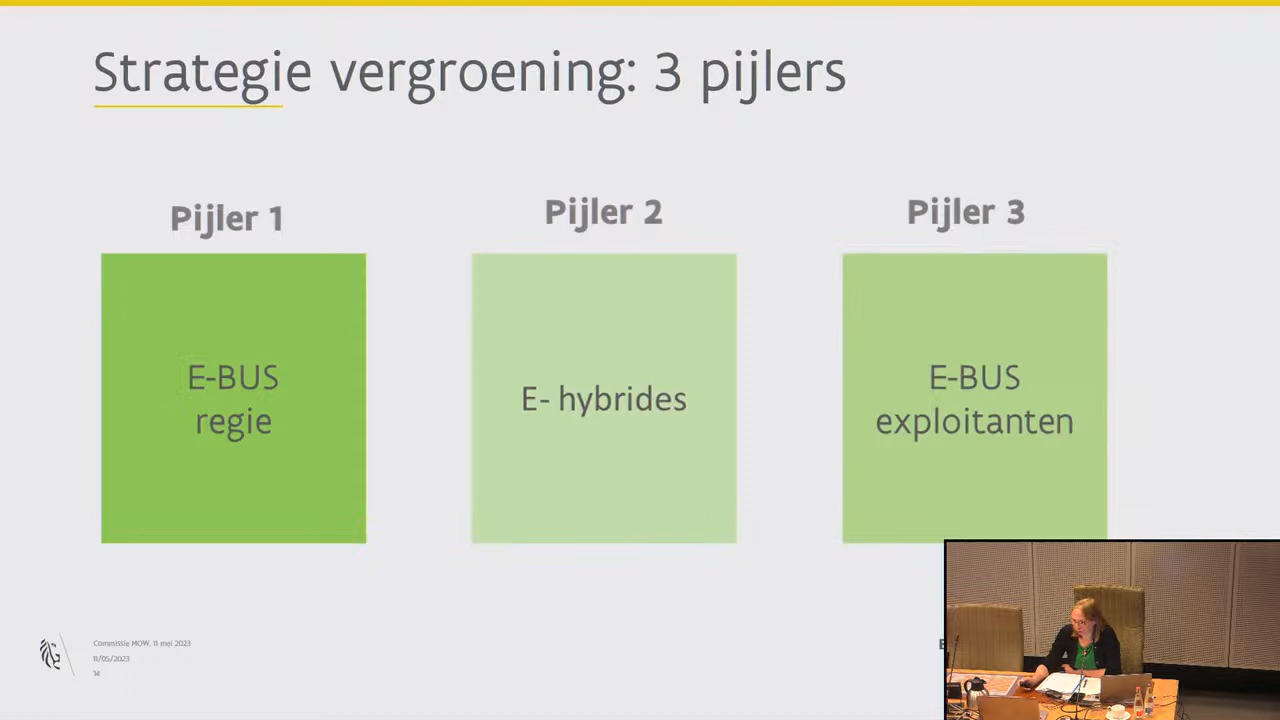 Strategie vergroening: 3 pijlers
Pijler 1
Pijler 2
Pijler 3
E-BUS
regie
E- hybrides
E-BUS
exploitanten
Commissie MOW, 11 mei 2023
11/05/2023
14